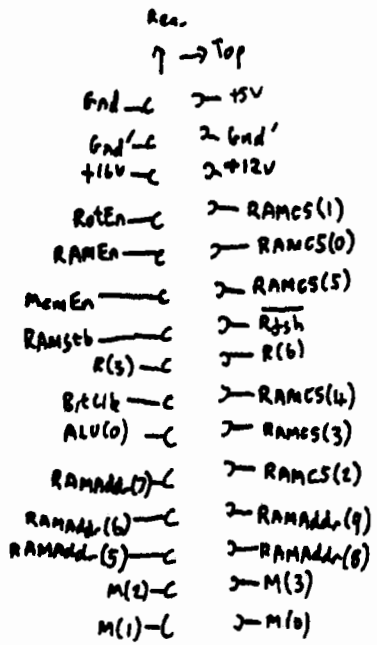 Rear
↑ → Top
Gnd +5V
Gnd' Gnd'
+16V +12V
RotEn RAMCS(1)
RAMEn RAMCS(0)
MemEn RAMCS(5)
RAMStb R̅f̅s̅h̅
R(3) R(6)
BitClk RAMCS(4)
ALU(0) RAMCS(3)
RAMAddr(7) RAMCS(2)
RAMAddr(6) RAMAddr(9)
RAMAddr(5) RAMAddr(8)
M(2) M(3)
M(1) M(0)